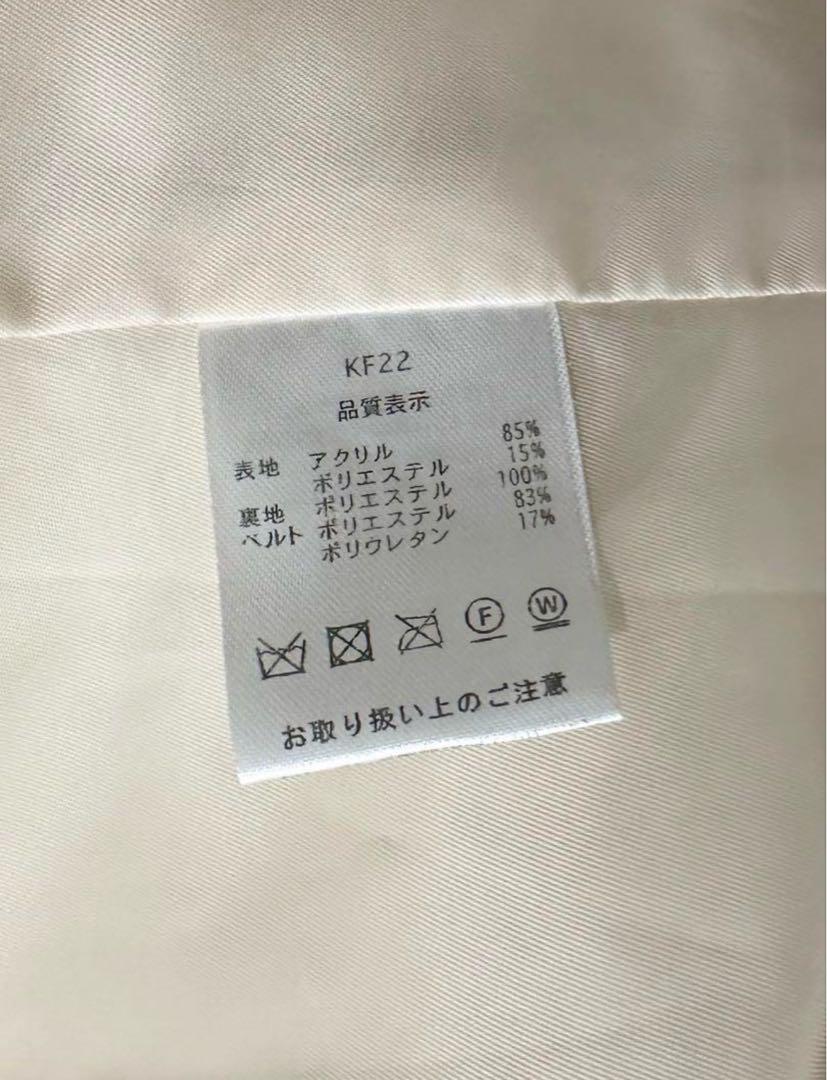 KF22
品質表示
表地 アクリル 85%
ポリエステル 15%
裏地 ポリエステル 100%
ベルト ポリエステル 83%
ポリウレタン 17%
F W
お取り扱い上のご注意